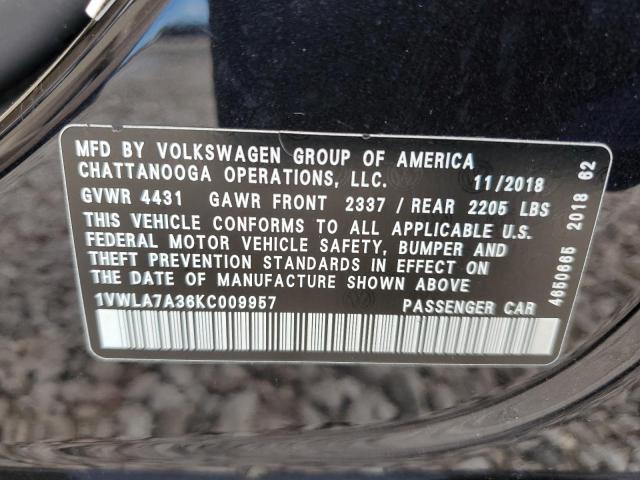 MFD BY VOLKSWAGEN GROUP OF AMERICA
CHATTANOOGA OPERATIONS, LLC. 11/2018
GVWR 4431 GAWR FRONT 2337 / REAR 2205 LBS
THIS VEHICLE CONFORMS TO ALL APPLICABLE U.S.
FEDERAL MOTOR VEHICLE SAFETY, BUMPER AND
THEFT PREVENTION STANDARDS IN EFFECT ON
THE DATE OF MANUFACTURE SHOWN ABOVE
1VWLA7A36KC009957 PASSENGER CAR
4650665 2018 62